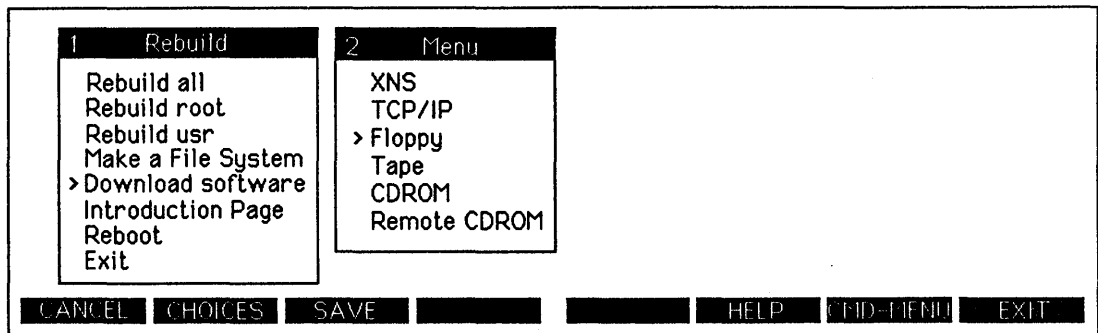 1 Rebuild
Rebuild all
Rebuild root
Rebuild usr
Make a File System
>Download software
Introduction Page
Reboot
Exit
2 Menu
XNS
TCP/IP
>Floppy
Tape
CDROM
Remote CDROM
CANCEL CHOICES SAVE HELP CMD-MENU EXIT